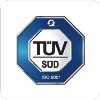 Q
TÜV
SÜD
ISO 9001